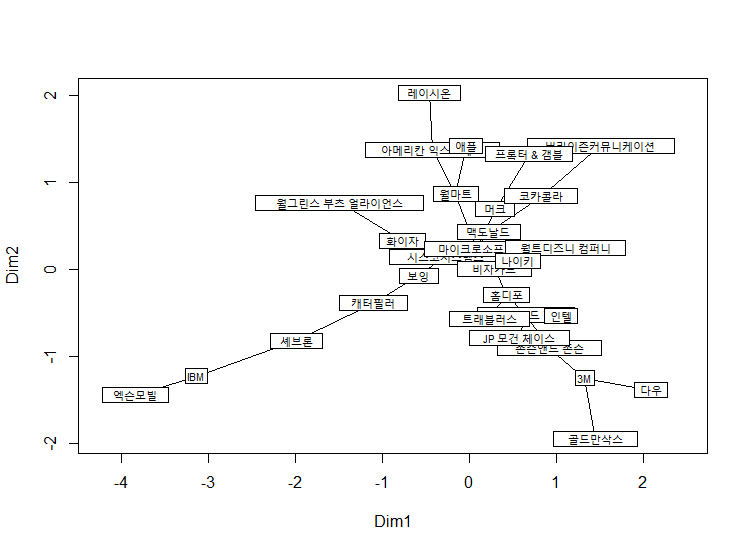 2
1
0
-1
-2
Dim2
레이시온
아메리칸 익스
애플
버라이즌커뮤니케이션
프록터 & 갬블
월마트
코카콜라
월그린스 부츠 얼라이언스
머크
맥도날드
화이자
마이크로소프
월트디즈니 컴퍼니
나이키
비자카드
보잉
캐터필러
홈디포
드
인텔
트래블러스
셰브론
JP 모건 체이스
존슨앤드 존슨
IBM
3M
엑슨모빌
다우
골드만삭스
-4
-3
-2
-1
0
1
2
Dim1